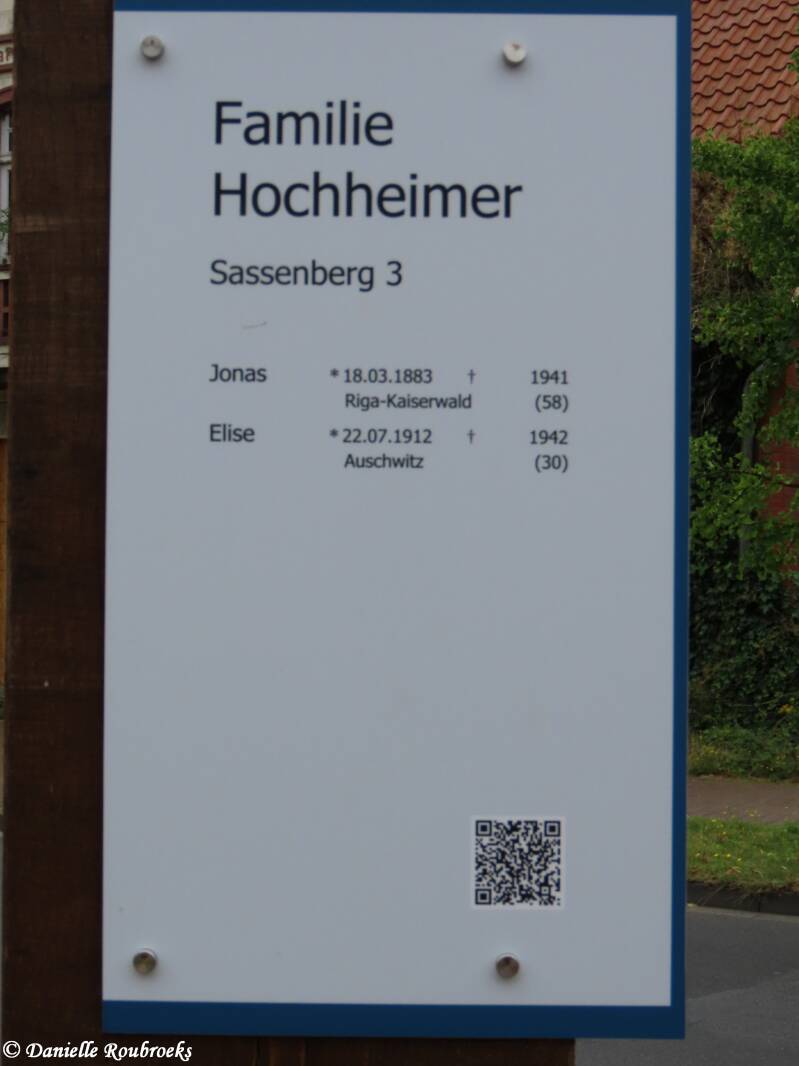 Familie
Hochheimer
Sassenberg 3
Jonas * 18.03.1883 † 1941
Riga-Kaiserwald (58)
Elise * 22.07.1912 † 1942
Auschwitz (30)
© Danielle Roubroeks